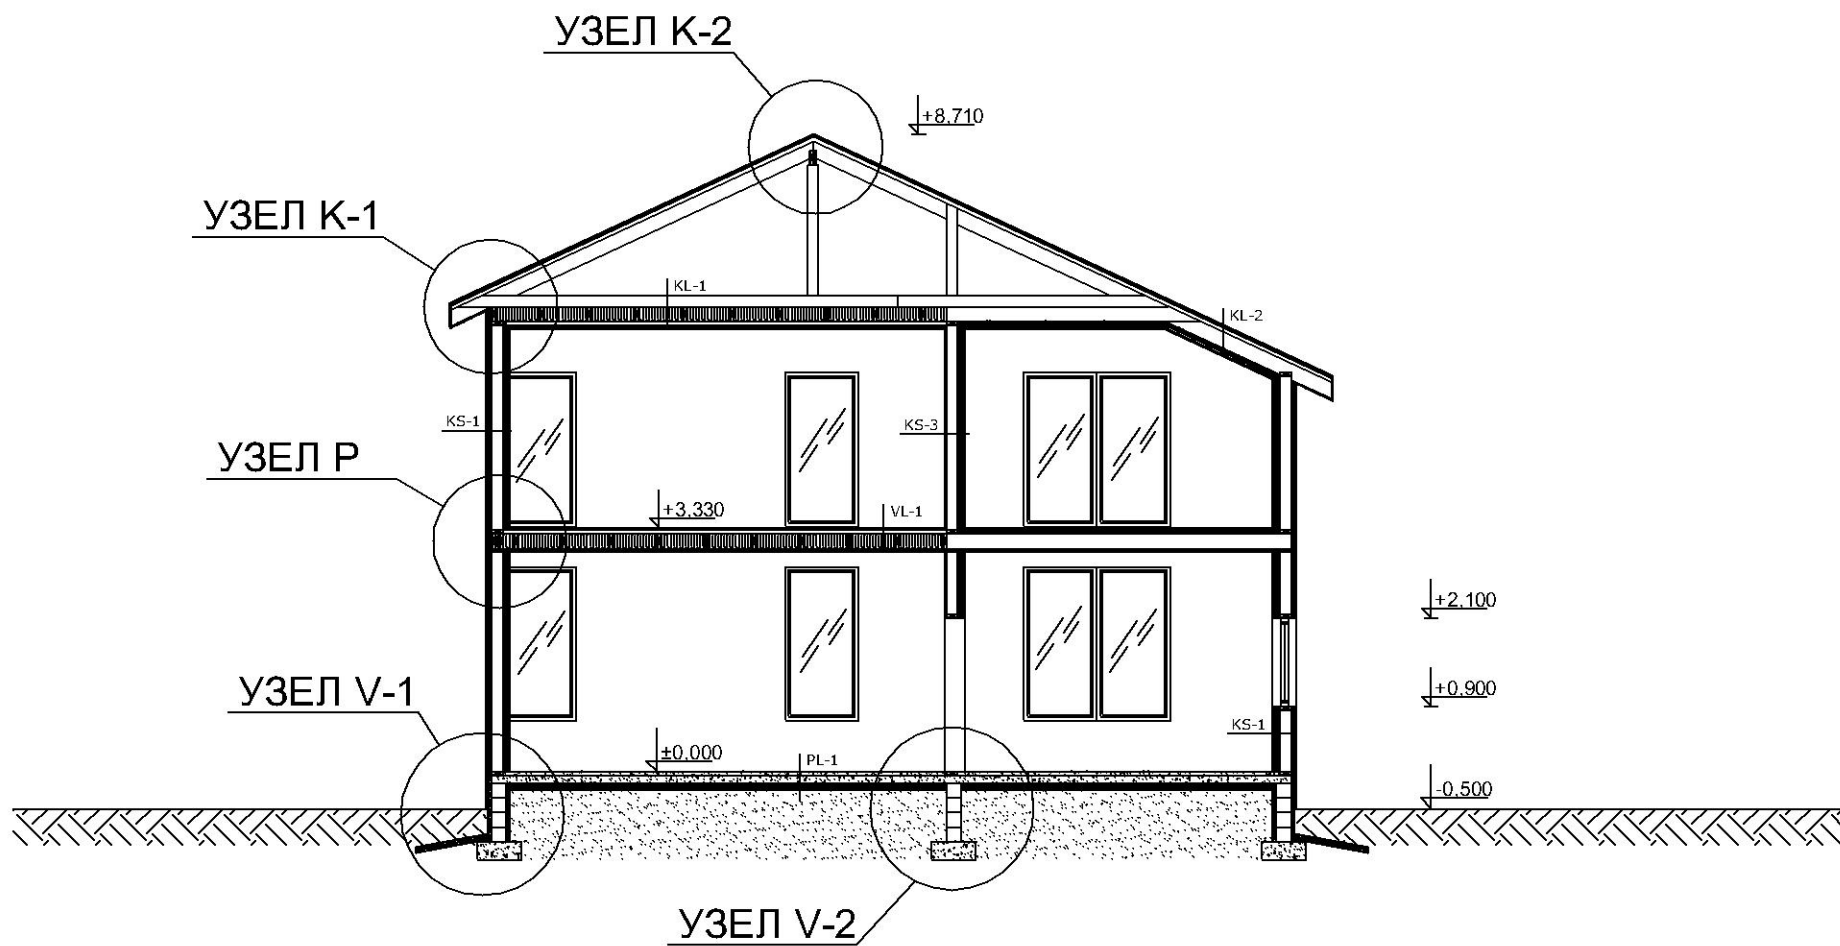 УЗЕЛ К-2
+8,710
УЗЕЛ К-1
KL-1
KL-2
KS-1
KS-3
УЗЕЛ Р
+3,330
VL-1
+2,100
УЗЕЛ V-1
+0,900
KS-1
±0,000
PL-1
-0,500
УЗЕЛ V-2